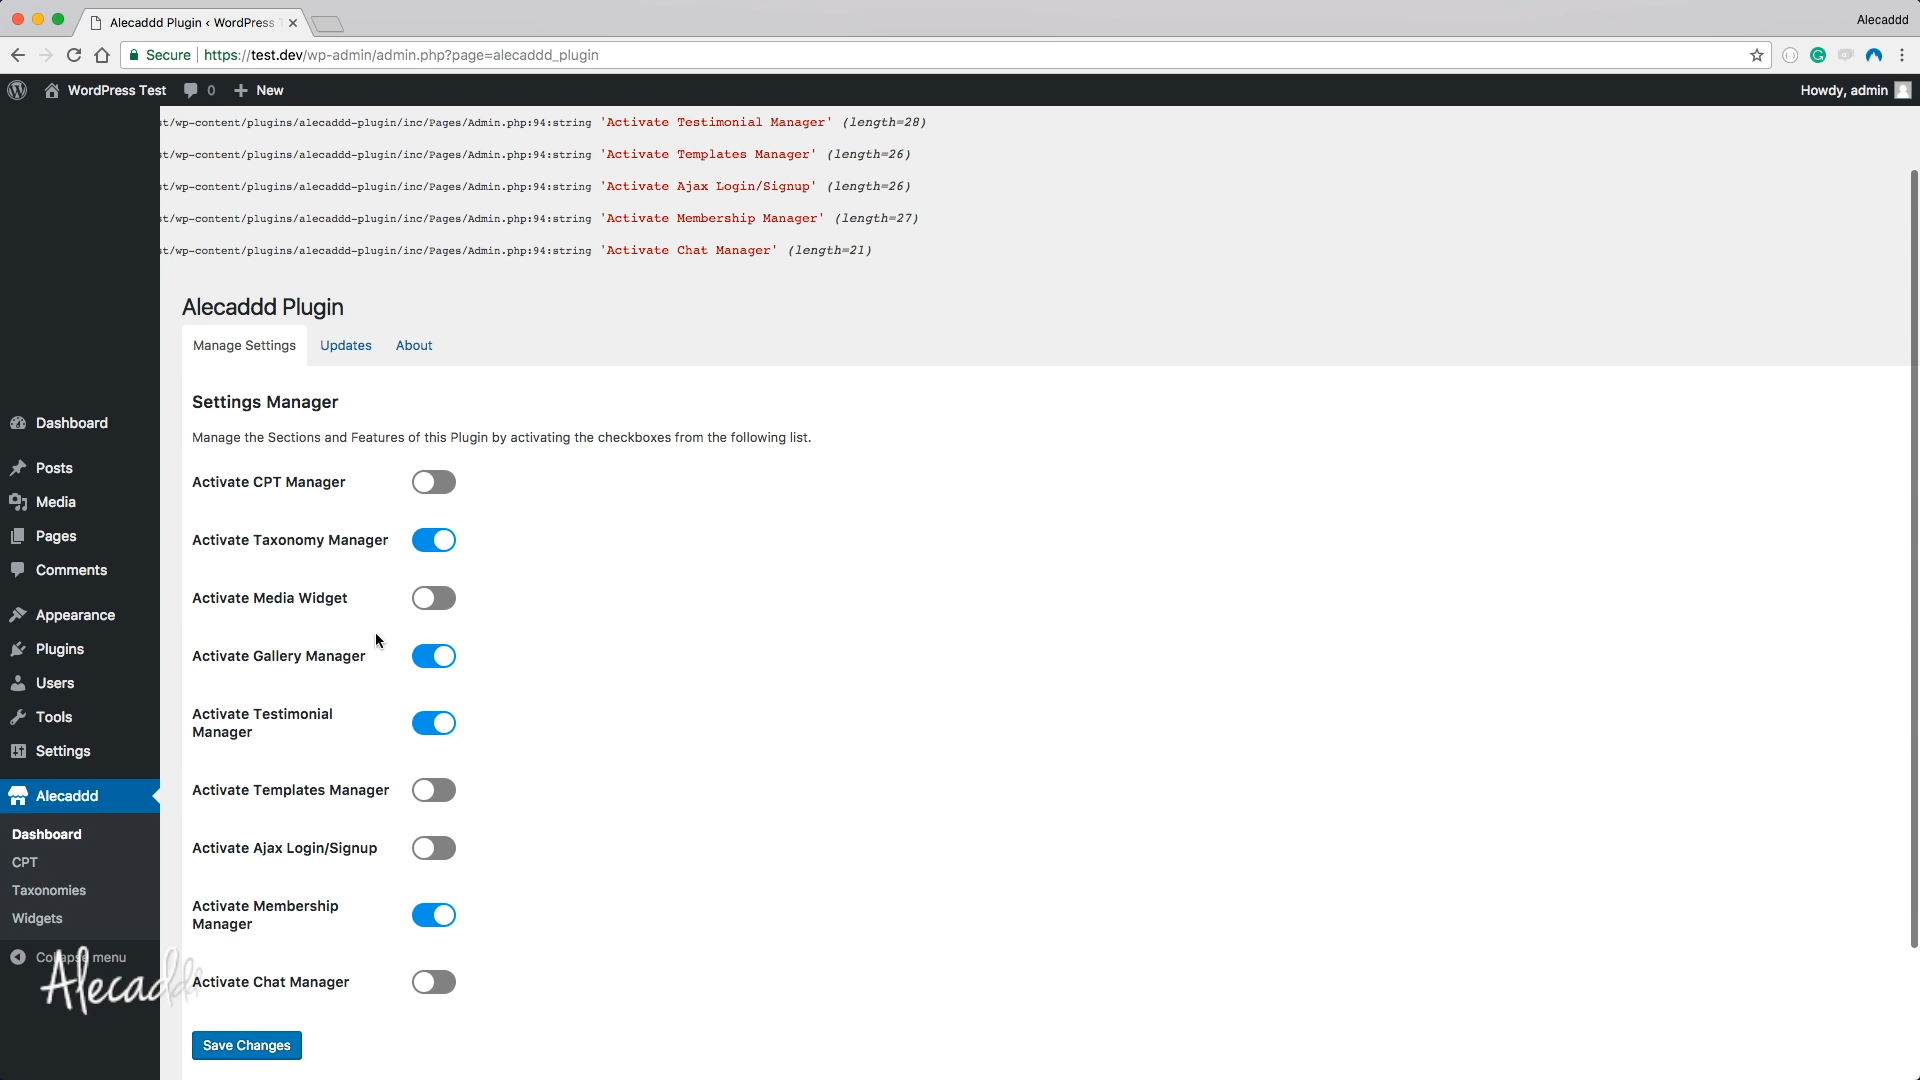 Alecaddd Plugin ‹ WordPress
Alecaddd
Secure
https://test.dev/wp-admin/admin.php?page=alecaddd_plugin
WordPress Test
0
New
Howdy, admin
st/wp-content/plugins/alecaddd-plugin/inc/Pages/Admin.php:94:string 'Activate Testimonial Manager' (length=28)
st/wp-content/plugins/alecaddd-plugin/inc/Pages/Admin.php:94:string 'Activate Templates Manager' (length=26)
st/wp-content/plugins/alecaddd-plugin/inc/Pages/Admin.php:94:string 'Activate Ajax Login/Signup' (length=26)
st/wp-content/plugins/alecaddd-plugin/inc/Pages/Admin.php:94:string 'Activate Membership Manager' (length=27)
st/wp-content/plugins/alecaddd-plugin/inc/Pages/Admin.php:94:string 'Activate Chat Manager' (length=21)
Dashboard
Posts
Media
Pages
Comments
Appearance
Plugins
Users
Tools
Settings
Alecaddd
Dashboard
CPT
Taxonomies
Widgets
Collapse menu
Alecaddd
Alecaddd Plugin
Manage Settings
Updates
About
Settings Manager
Manage the Sections and Features of this Plugin by activating the checkboxes from the following list.
Activate CPT Manager
Activate Taxonomy Manager
Activate Media Widget
Activate Gallery Manager
Activate Testimonial
Manager
Activate Templates Manager
Activate Ajax Login/Signup
Activate Membership
Manager
Activate Chat Manager
Save Changes